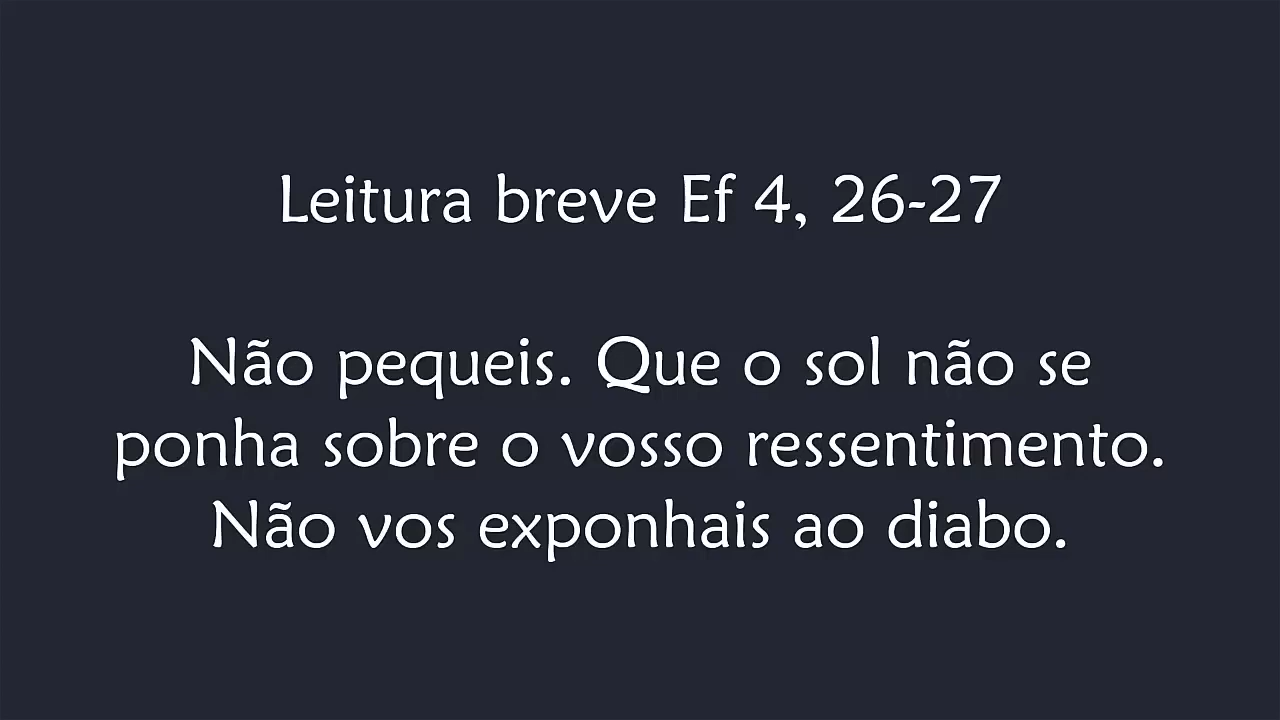 Leitura breve Ef 4, 26-27
Não pequeis. Que o sol não se
ponha sobre o vosso ressentimento.
Não vos exponhais ao diabo.